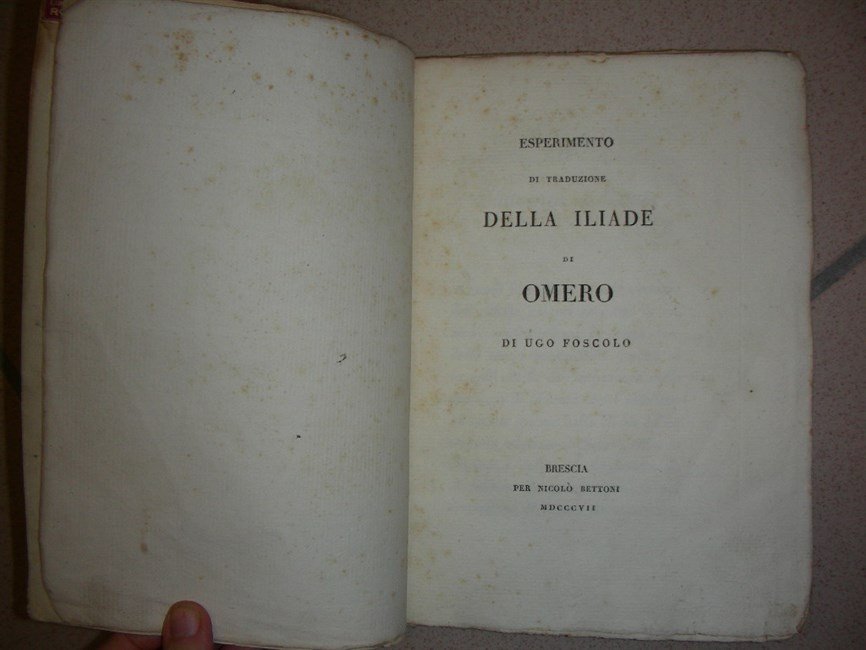 ESPERIMENTO
DI TRADUZIONE
DELLA ILIADE
DI
OMERO
DI UGO FOSCOLO
BRESCIA
PER NICOLÒ BETTONI
MDCCCVII